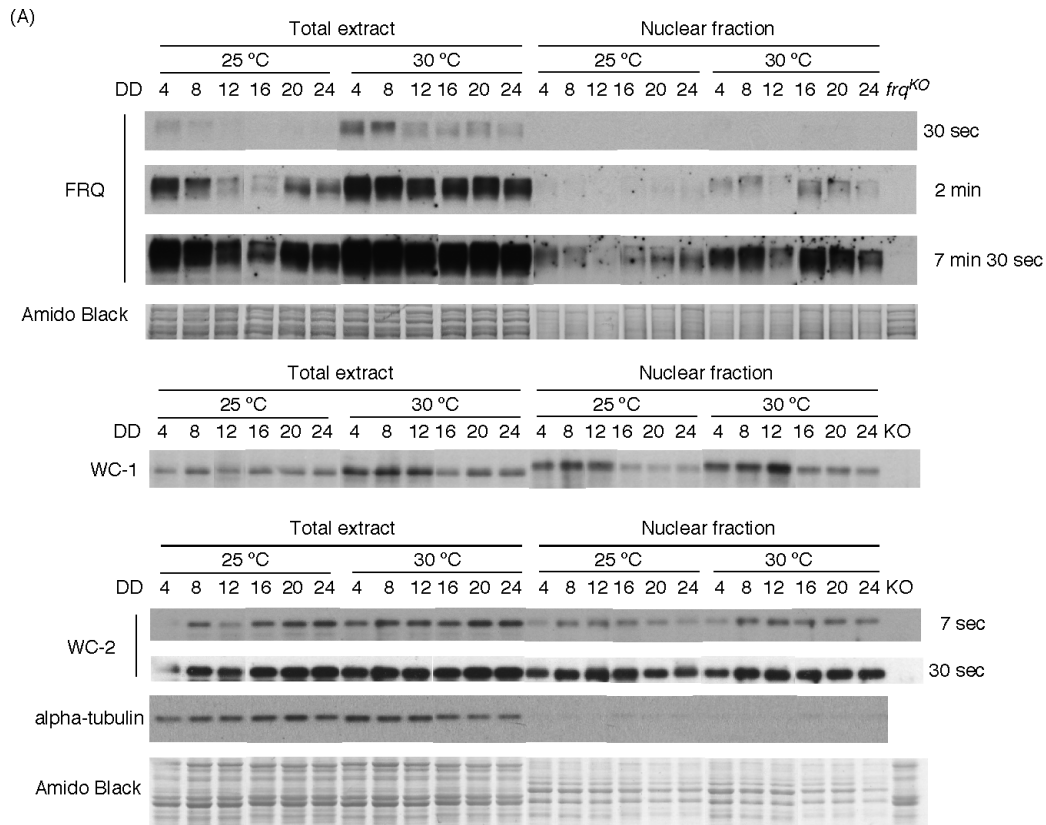 (A)
Total extract Nuclear fraction
25 ºC 30 ºC 25 ºC 30 ºC
DD 4 8 12 16 20 24 4 8 12 16 20 24 4 8 12 16 20 24 4 8 12 16 20 24 frqKO
30 sec
FRQ 2 min
7 min 30 sec
Amido Black
Total extract Nuclear fraction
25 ºC 30 ºC 25 ºC 30 ºC
DD 4 8 12 16 20 24 4 8 12 16 20 24 4 8 12 16 20 24 4 8 12 16 20 24 KO
WC-1
Total extract Nuclear fraction
25 ºC 30 ºC 25 ºC 30 ºC
DD 4 8 12 16 20 24 4 8 12 16 20 24 4 8 12 16 20 24 4 8 12 16 20 24 KO
7 sec
WC-2
30 sec
alpha-tubulin
Amido Black